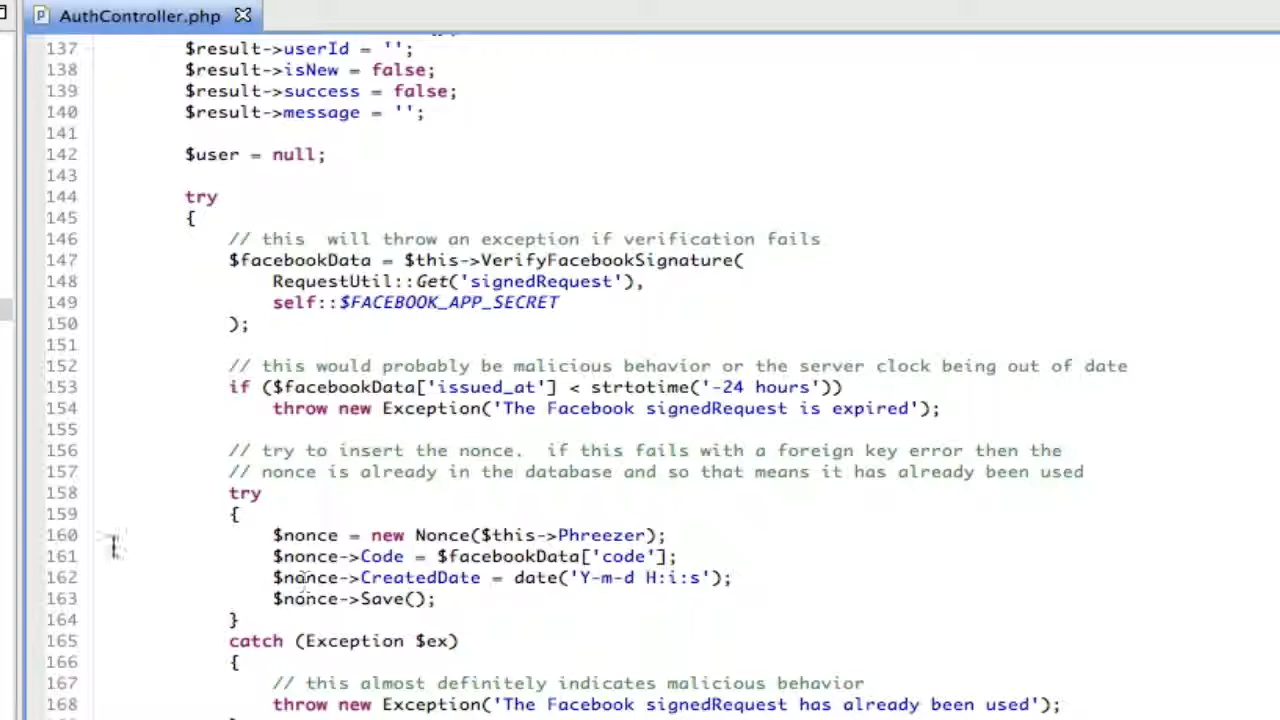 AuthController.php
137 $result->userId = '';
138 $result->isNew = false;
139 $result->success = false;
140 $result->message = '';
141
142 $user = null;
143
144 try
145 {
146 // this  will throw an exception if verification fails
147 $facebookData = $this->VerifyFacebookSignature(
148 RequestUtil::Get('signedRequest'),
149 self::$FACEBOOK_APP_SECRET
150 );
151
152 // this would probably be malicious behavior or the server clock being out of date
153 if ($facebookData['issued_at'] < strtotime('-24 hours'))
154 throw new Exception('The Facebook signedRequest is expired');
155
156 // try to insert the nonce.  if this fails with a foreign key error then the
157 // nonce is already in the database and so that means it has already been used
158 try
159 {
160 $nonce = new Nonce($this->Phreezer);
161 $nonce->Code = $facebookData['code'];
162 $nonce->CreatedDate = date('Y-m-d H:i:s');
163 $nonce->Save();
164 }
165 catch (Exception $ex)
166 {
167 // this almost definitely indicates malicious behavior
168 throw new Exception('The Facebook signedRequest has already been used');